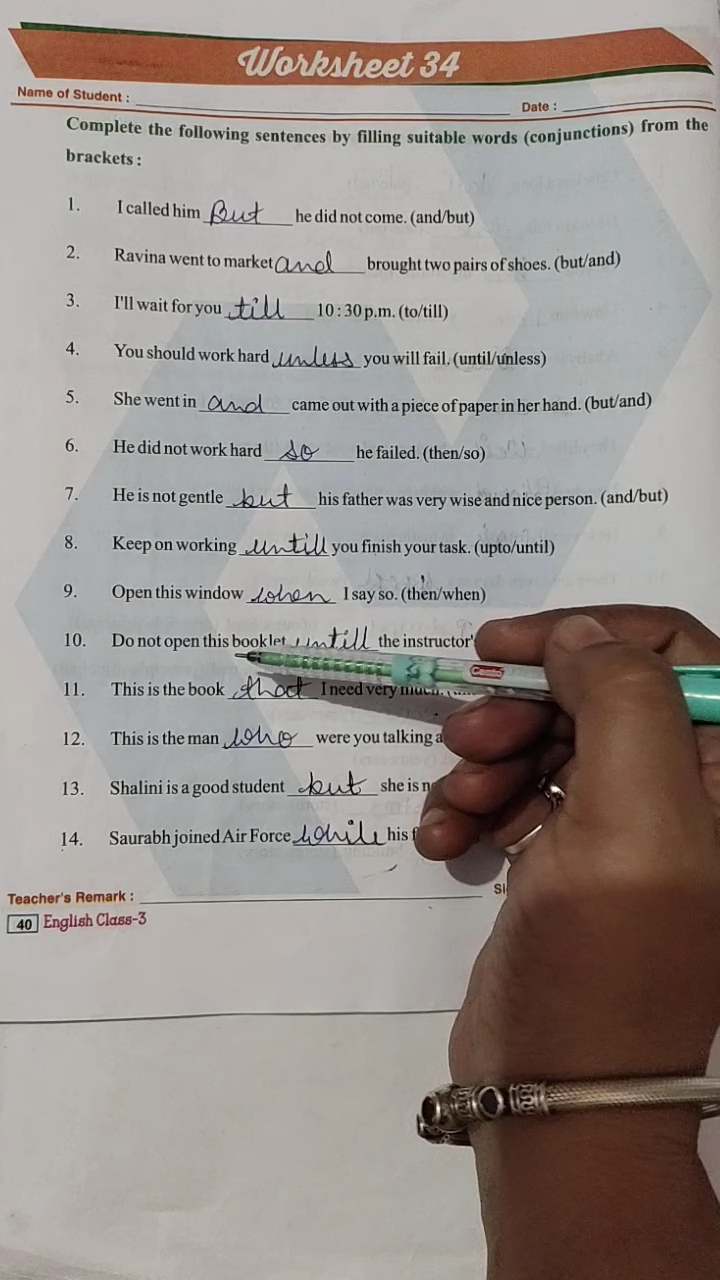 Worksheet 34
Name of Student :
Date :
Complete the following sentences by filling suitable words (conjunctions) from the
brackets :
1. I called him But he did not come. (and/but)
2. Ravina went to market and brought two pairs of shoes. (but/and)
3. I'll wait for you till 10 : 30 p.m. (to/till)
4. You should work hard unless you will fail. (until/unless)
5. She went in and came out with a piece of paper in her hand. (but/and)
6. He did not work hard so he failed. (then/so)
7. He is not gentle but his father was very wise and nice person. (and/but)
8. Keep on working untill you finish your task. (upto/until)
9. Open this window when I say so. (then/when)
10. Do not open this booklet untill the instructor'
11. This is the book that I need very much.
12. This is the man who were you talking a
13. Shalini is a good student but she is n
14. Saurabh joined Air Force while his f
Teacher's Remark :
40 English Class-3